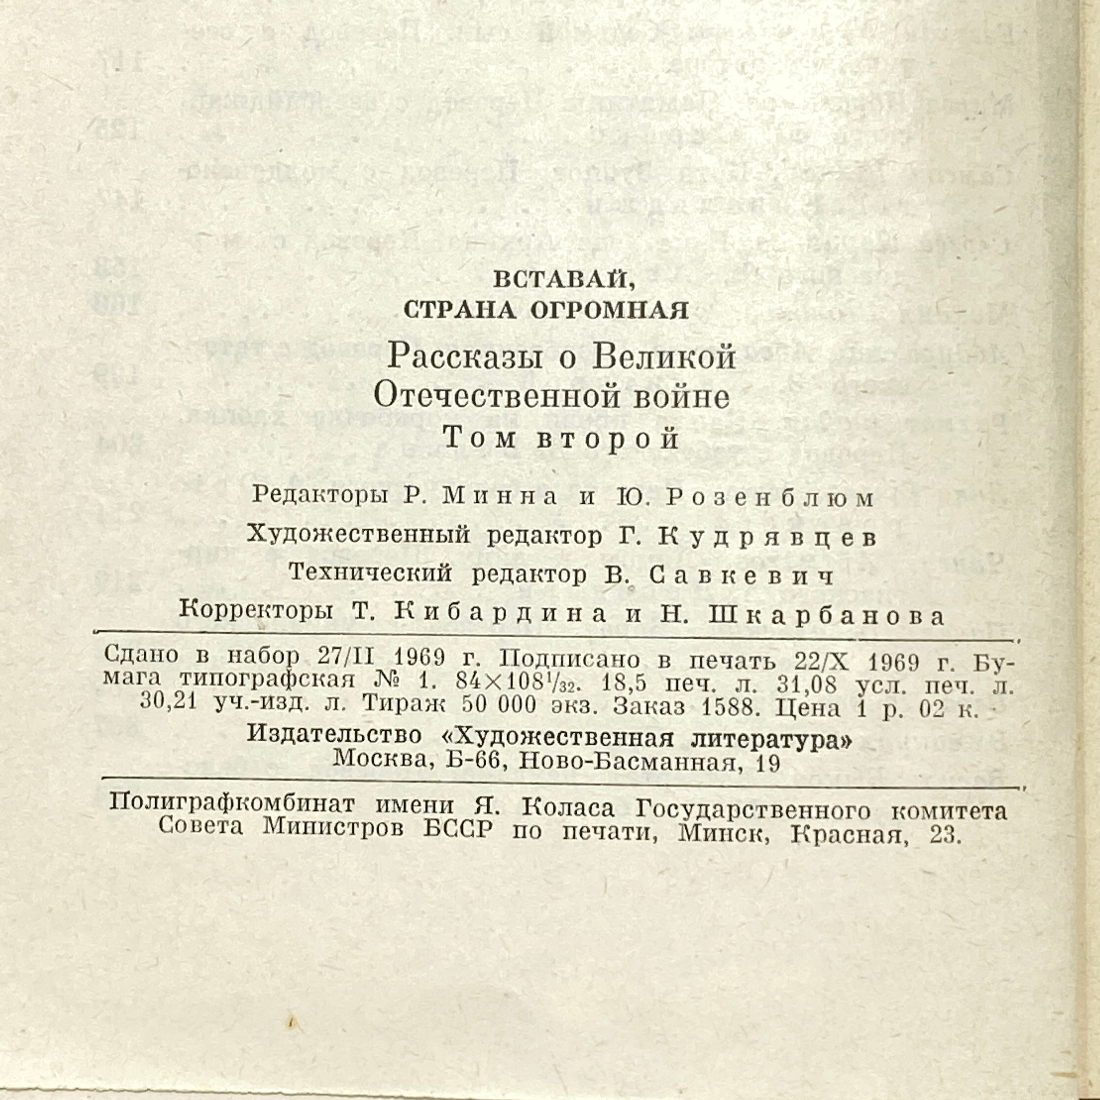 ВСТАВАЙ,
СТРАНА ОГРОМНАЯ
Рассказы о Великой
Отечественной войне
Том второй
Редакторы Р. Минна и Ю. Розенблюм
Художественный редактор Г. Кудрявцев
Технический редактор В. Савкевич
Корректоры Т. Кибардина и Н. Шкарбанова
Сдано в набор 27/II 1969 г. Подписано в печать 22/X 1969 г. Бу-
мага типографская № 1. 84×108¹/₃₂. 18,5 печ. л. 31,08 усл. печ. л.
30,21 уч.-изд. л. Тираж 50 000 экз. Заказ 1588. Цена 1 р. 02 к.
Издательство «Художественная литература»
Москва, Б-66, Ново-Басманная, 19
Полиграфкомбинат имени Я. Коласа Государственного комитета
Совета Министров БССР по печати, Минск, Красная, 23.